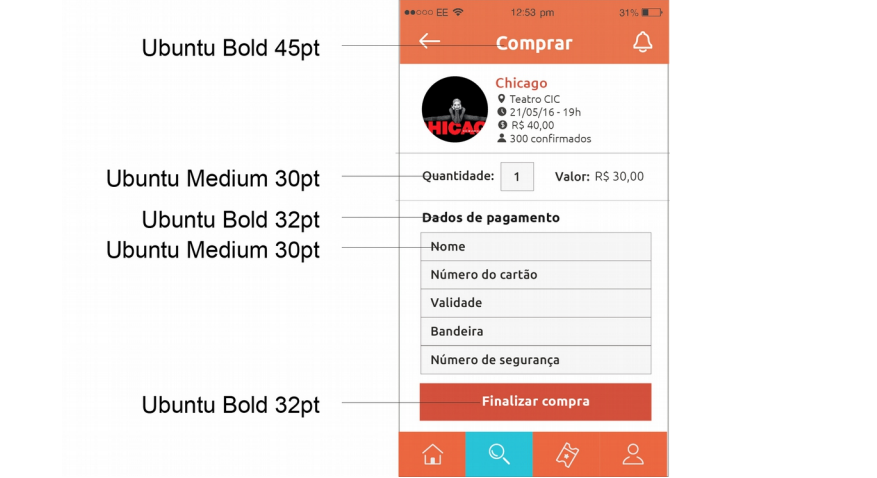 EE 12:53 pm 31%
Ubuntu Bold 45pt
Comprar
Chicago
Teatro CIC
21/05/16 - 19h
R$ 40,00
300 confirmados
HICAG
Ubuntu Medium 30pt
Quantidade: 1 Valor: R$ 30,00
Ubuntu Bold 32pt
Dados de pagamento
Ubuntu Medium 30pt
Nome
Número do cartão
Validade
Bandeira
Número de segurança
Ubuntu Bold 32pt
Finalizar compra